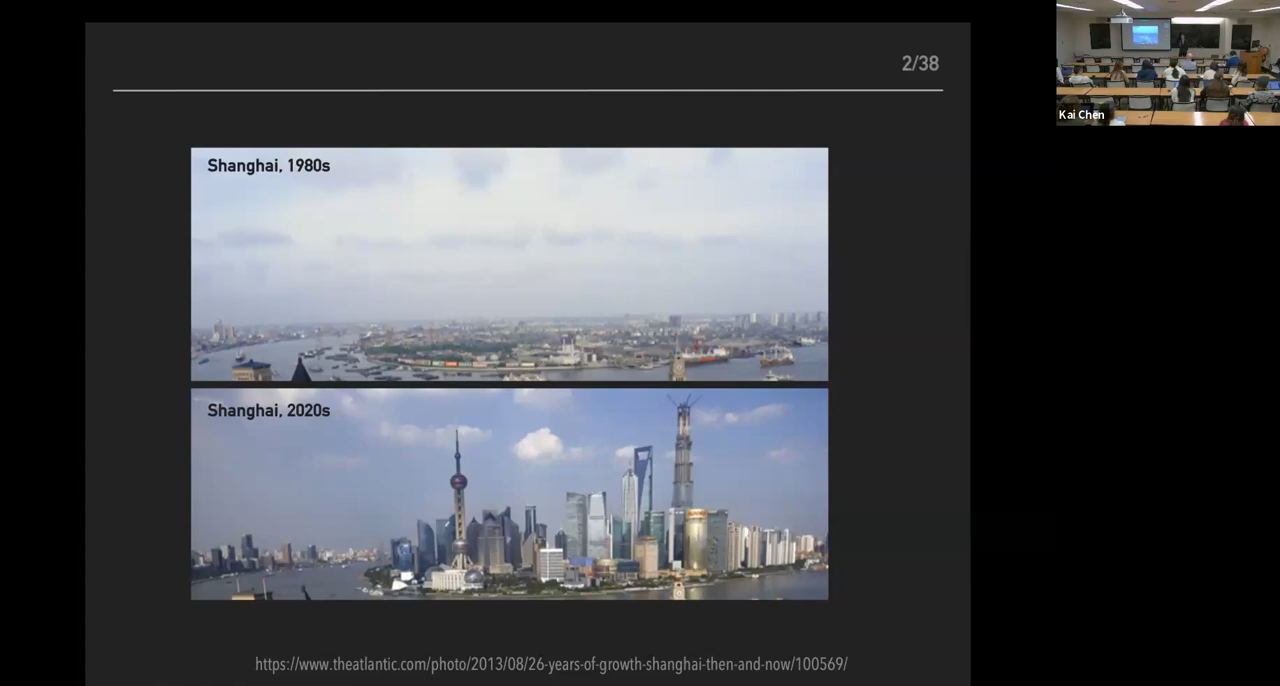 2/38
Kai Chen
Shanghai, 1980s
Shanghai, 2020s
https://www.theatlantic.com/photo/2013/08/26-years-of-growth-shanghai-then-and-now/100569/